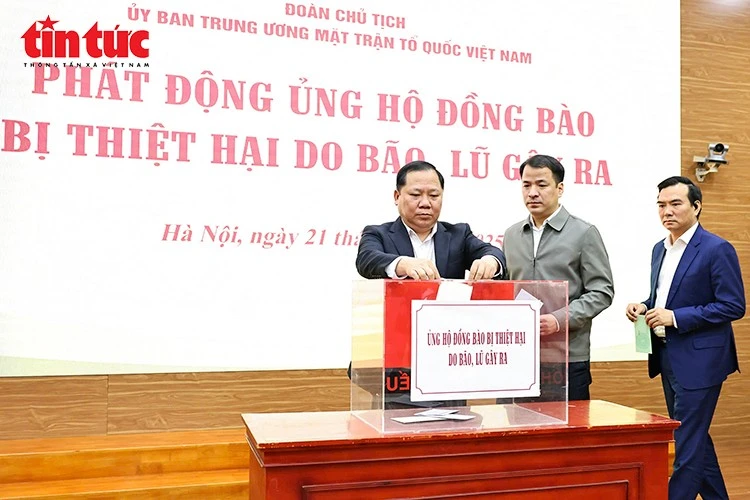 tin tức
THÔNG TẤN XÃ VIỆT NAM
ĐOÀN CHỦ TỊCH
ỦY BAN TRUNG ƯƠNG MẶT TRẬN TỔ QUỐC VIỆT NAM
PHÁT ĐỘNG ỦNG HỘ ĐỒNG BÀO
BỊ THIỆT HẠI DO BÃO, LŨ GÂY RA
Hà Nội, ngày 21
ỦNG HỘ ĐỒNG BÀO BỊ THIỆT HẠI
DO BÃO, LŨ GÂY RA